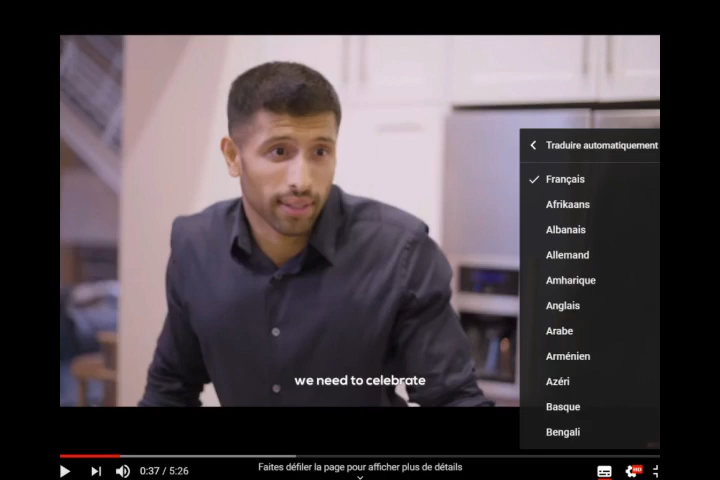 Traduire automatiquement
Français
Afrikaans
Albanais
Allemand
Amharique
Anglais
Arabe
Arménien
Azéri
Basque
Bengali
we need to celebrate
0:37 / 5:26
Faites défiler la page pour afficher plus de détails
HD